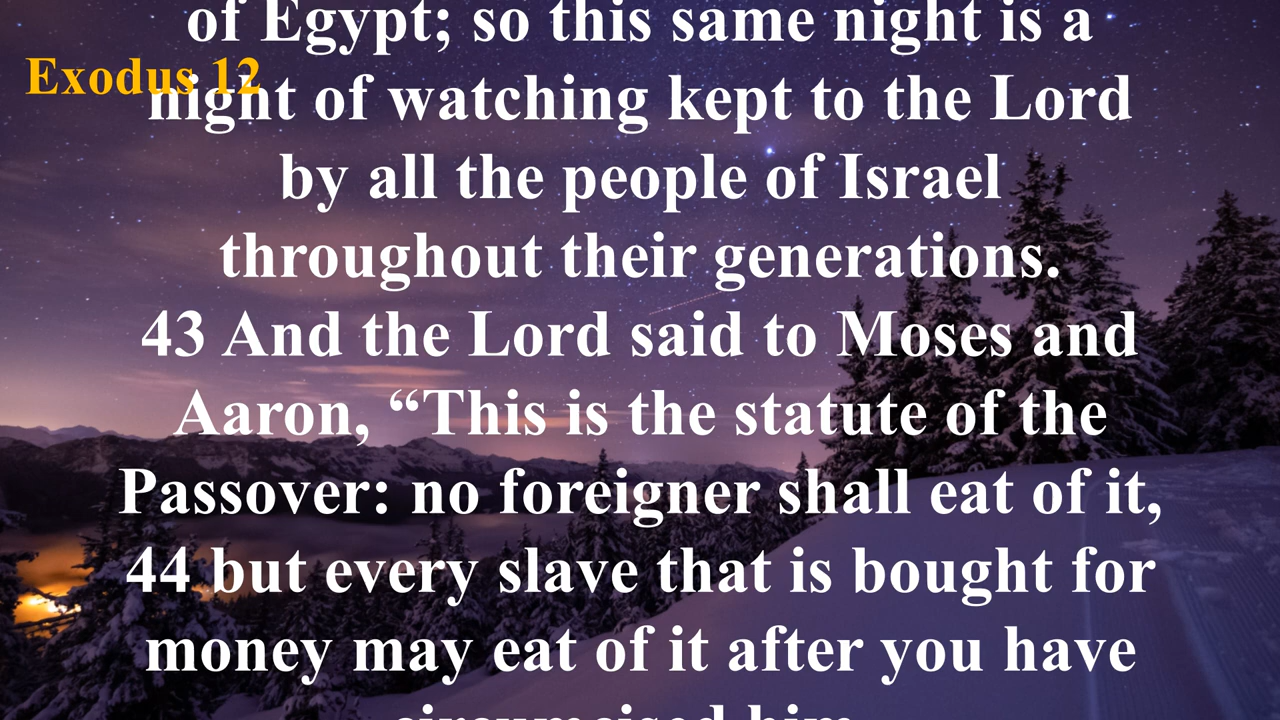 of Egypt; so this same night is a
Exodus 12
night of watching kept to the Lord
by all the people of Israel
throughout their generations.
43 And the Lord said to Moses and
Aaron, “This is the statute of the
Passover: no foreigner shall eat of it,
44 but every slave that is bought for
money may eat of it after you have
circumcised him